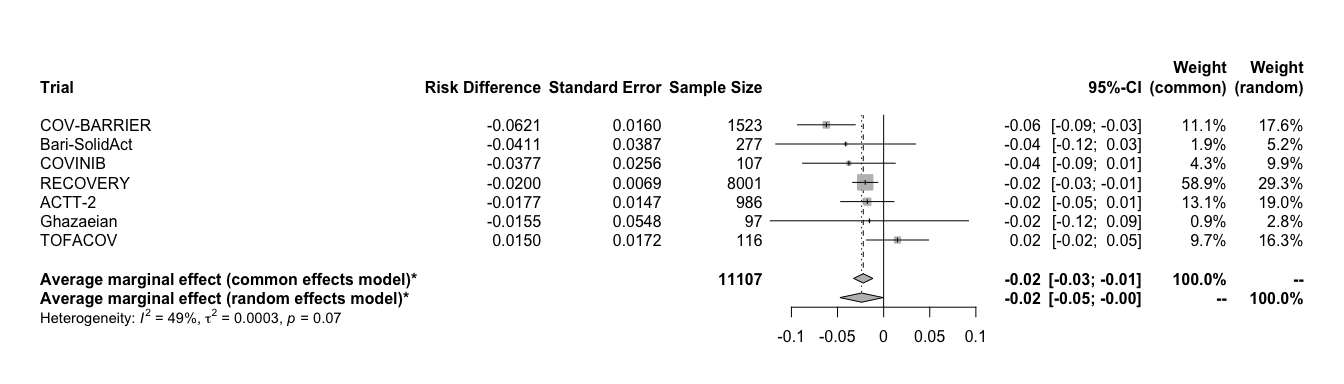 Weight Weight
Trial Risk Difference Standard Error Sample Size 95%-CI (common) (random)
COV-BARRIER -0.0621 0.0160 1523 -0.06 [-0.09; -0.03] 11.1% 17.6%
Bari-SolidAct -0.0411 0.0387 277 -0.04 [-0.12; 0.03] 1.9% 5.2%
COVINIB -0.0377 0.0256 107 -0.04 [-0.09; 0.01] 4.3% 9.9%
RECOVERY -0.0200 0.0069 8001 -0.02 [-0.03; -0.01] 58.9% 29.3%
ACTT-2 -0.0177 0.0147 986 -0.02 [-0.05; 0.01] 13.1% 19.0%
Ghazaeian -0.0155 0.0548 97 -0.02 [-0.12; 0.09] 0.9% 2.8%
TOFACOV 0.0150 0.0172 116 0.02 [-0.02; 0.05] 9.7% 16.3%
Average marginal effect (common effects model)* 11107 -0.02 [-0.03; -0.01] 100.0% --
Average marginal effect (random effects model)* -0.02 [-0.05; -0.00] -- 100.0%
Heterogeneity: I² = 49%, τ² = 0.0003, p = 0.07
-0.1 -0.05 0 0.05 0.1